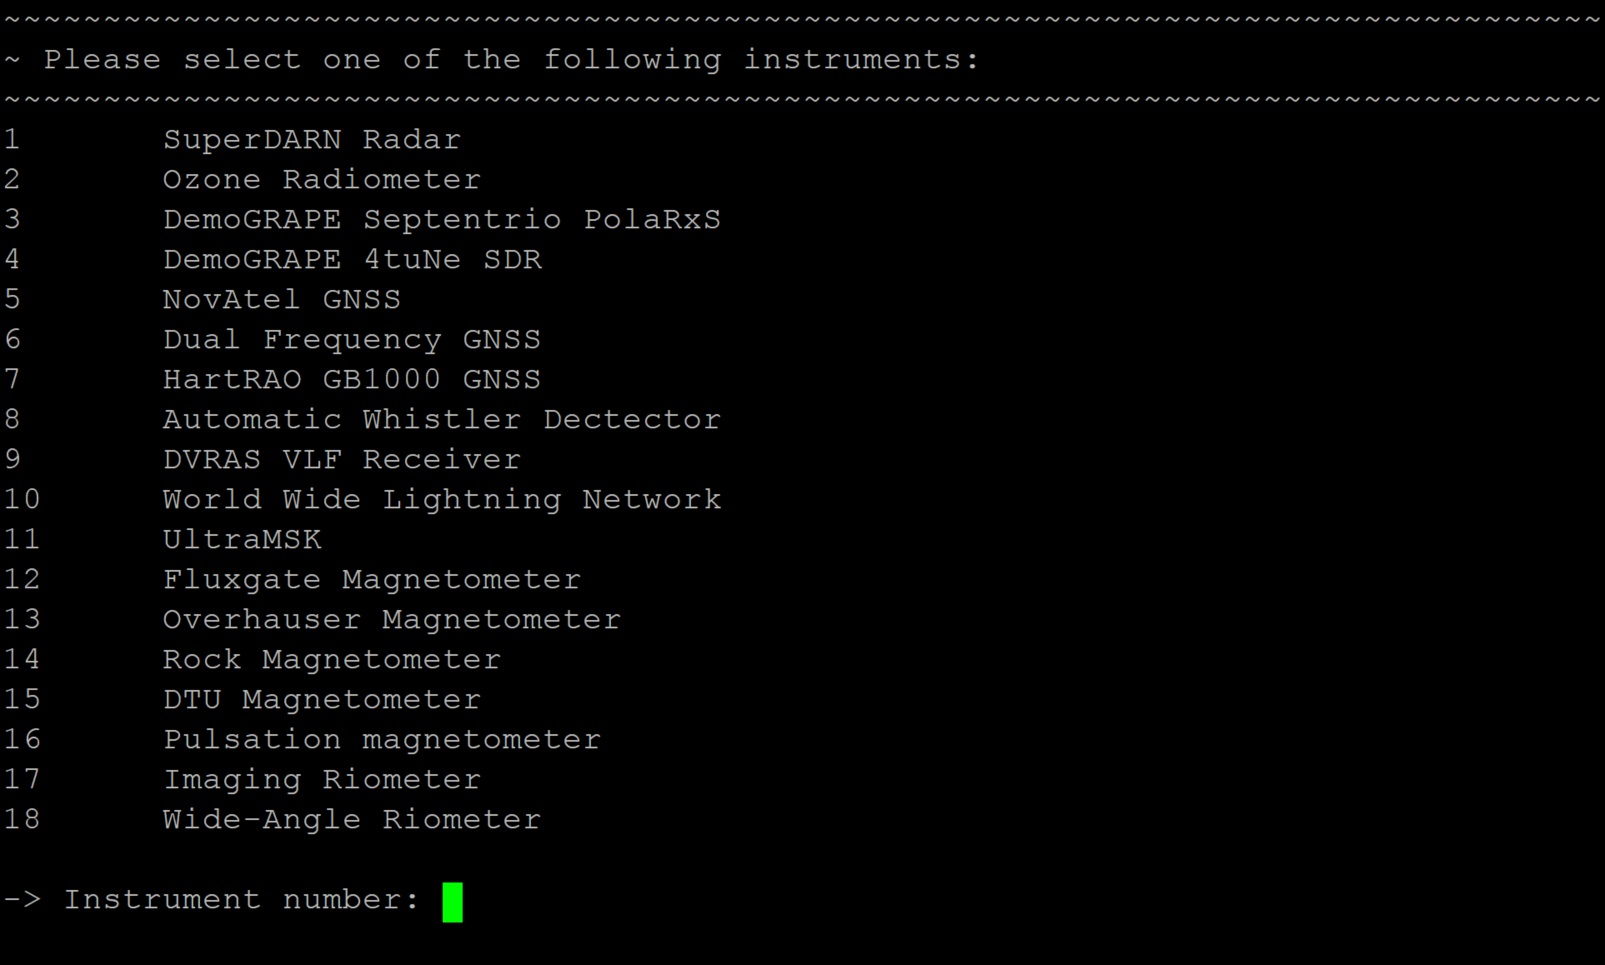 ~~~~~~~~~~~~~~~~~~~~~~~~~~~~~~~~~~~~~~~~~~~~~~~~~~~~~~~~~~~~~~~~~~~~~~~~~~~~~~~~
~ Please select one of the following instruments:
~~~~~~~~~~~~~~~~~~~~~~~~~~~~~~~~~~~~~~~~~~~~~~~~~~~~~~~~~~~~~~~~~~~~~~~~~~~~~~~~
1       SuperDARN Radar
2       Ozone Radiometer
3       DemoGRAPE Septentrio PolaRxS
4       DemoGRAPE 4tuNe SDR
5       NovAtel GNSS
6       Dual Frequency GNSS
7       HartRAO GB1000 GNSS
8       Automatic Whistler Dectector
9       DVRAS VLF Receiver
10      World Wide Lightning Network
11      UltraMSK
12      Fluxgate Magnetometer
13      Overhauser Magnetometer
14      Rock Magnetometer
15      DTU Magnetometer
16      Pulsation magnetometer
17      Imaging Riometer
18      Wide-Angle Riometer
-> Instrument number: